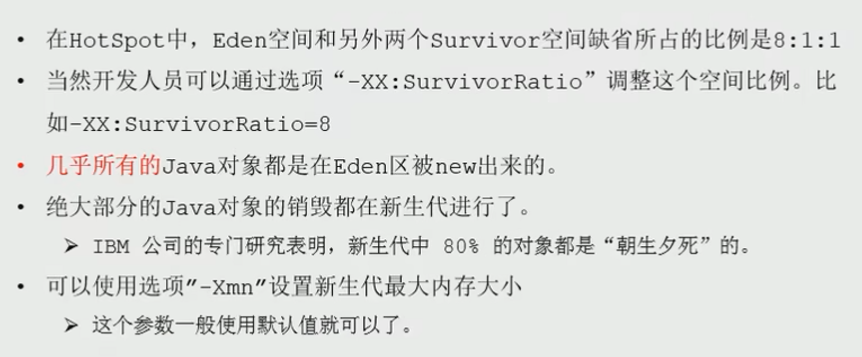 • 在HotSpot中，Eden空间和另外两个Survivor空间缺省所占的比例是8:1:1
• 当然开发人员可以通过选项“-XX:SurvivorRatio”调整这个空间比例。比
如-XX:SurvivorRatio=8
• 几乎所有的Java对象都是在Eden区被new出来的。
• 绝大部分的Java对象的销毁都在新生代进行了。
➢ IBM 公司的专门研究表明，新生代中 80% 的对象都是“朝生夕死”的。
• 可以使用选项”-Xmn”设置新生代最大内存大小
➢ 这个参数一般使用默认值就可以了。